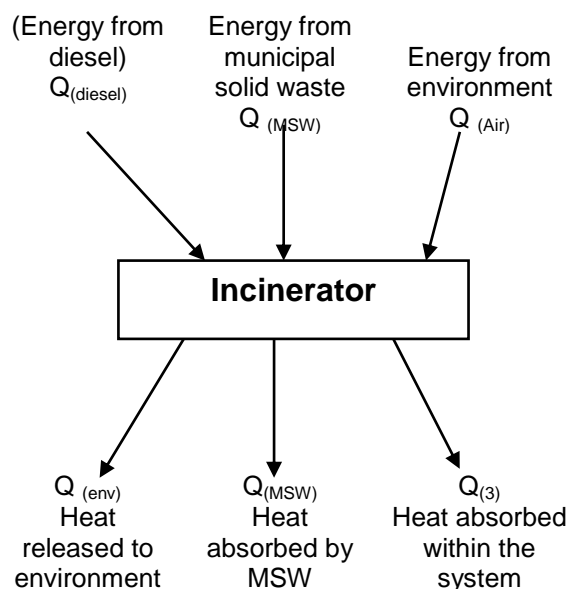 (Energy from
diesel)
Q(diesel)
Energy from
municipal
solid waste
Q (MSW)
Energy from
environment
Q (Air)
Incinerator
Q (env)
Heat
released to
environment
Q(MSW)
Heat
absorbed by
MSW
Q(3)
Heat absorbed
within the
system